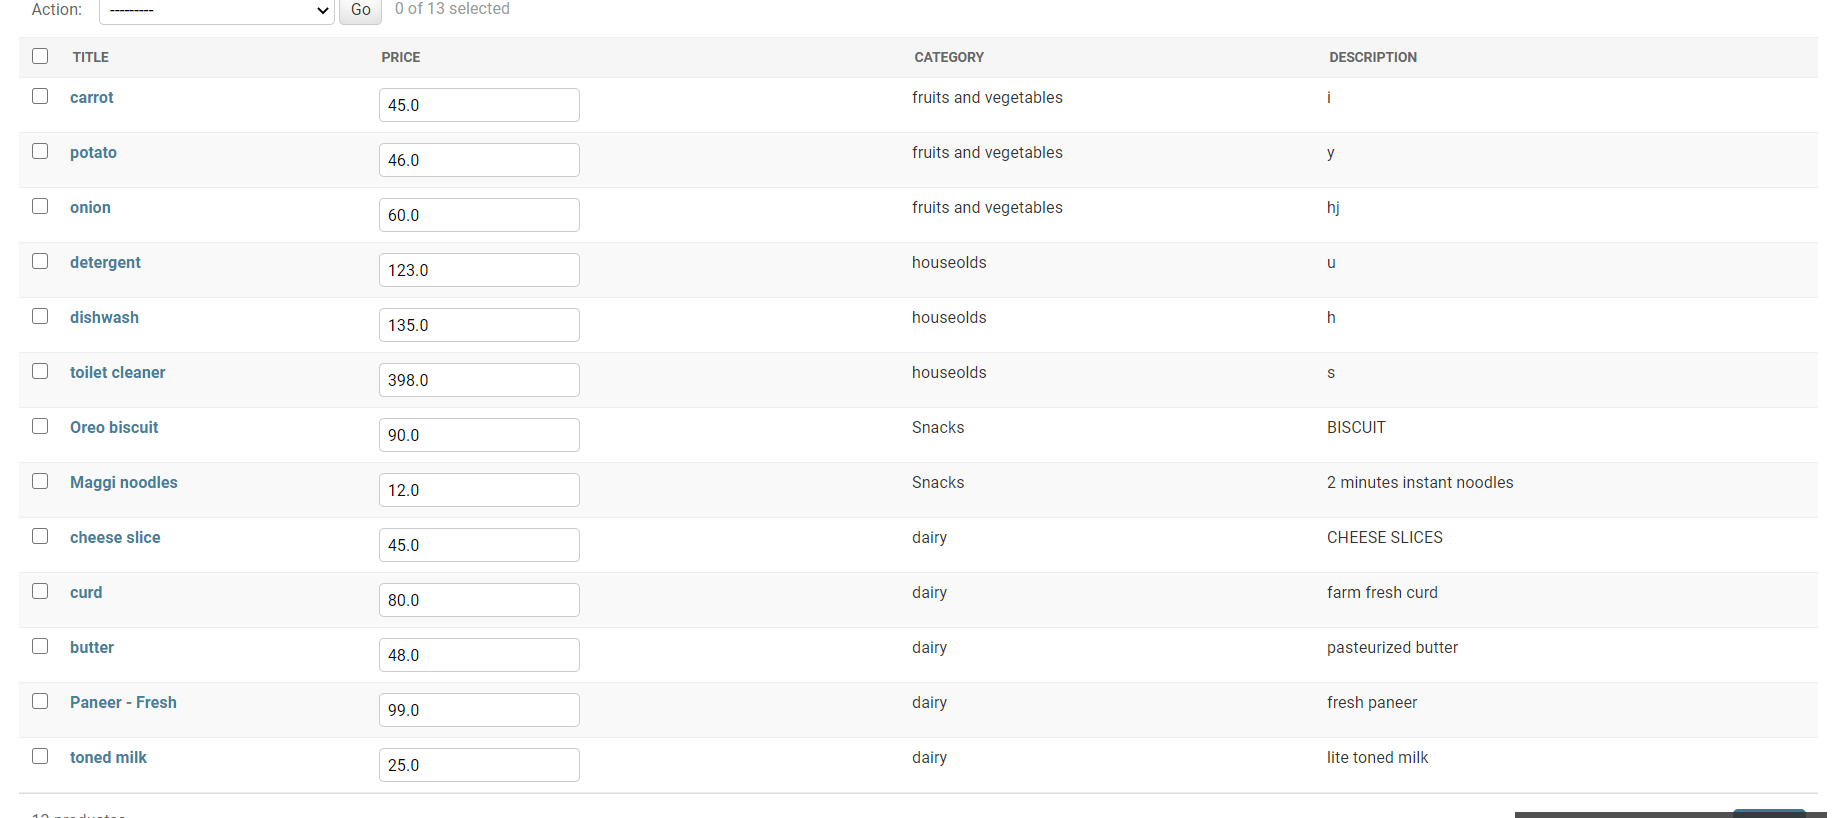 Action: --------- Go 0 of 13 selected
TITLE PRICE CATEGORY DESCRIPTION
carrot 45.0 fruits and vegetables i
potato 46.0 fruits and vegetables y
onion 60.0 fruits and vegetables hj
detergent 123.0 houseolds u
dishwash 135.0 houseolds h
toilet cleaner 398.0 houseolds s
Oreo biscuit 90.0 Snacks BISCUIT
Maggi noodles 12.0 Snacks 2 minutes instant noodles
cheese slice 45.0 dairy CHEESE SLICES
curd 80.0 dairy farm fresh curd
butter 48.0 dairy pasteurized butter
Paneer - Fresh 99.0 dairy fresh paneer
toned milk 25.0 dairy lite toned milk